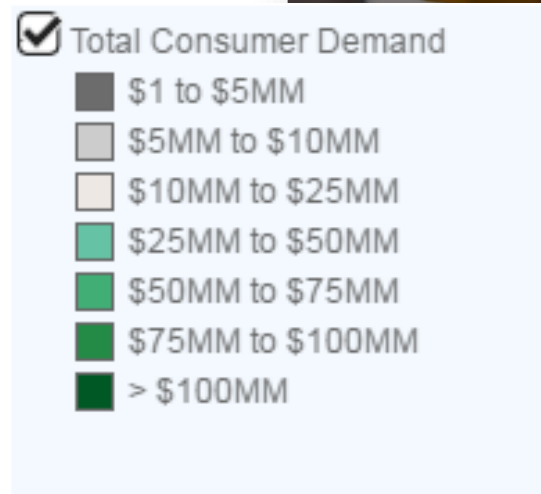 Total Consumer Demand
$1 to $5MM
$5MM to $10MM
$10MM to $25MM
$25MM to $50MM
$50MM to $75MM
$75MM to $100MM
> $100MM